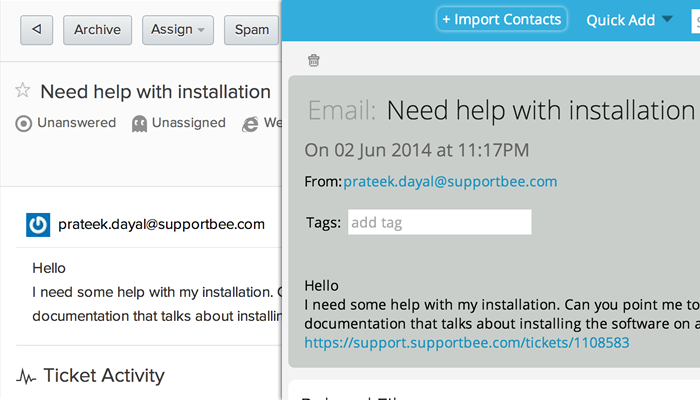 Archive
Assign
Spam
Need help with installation
Unanswered Unassigned We
prateek.dayal@supportbee.com
Hello
I need some help with my installation.
documentation that talks about
Ticket Activity
+ Import Contacts Quick Add
Email: Need help with installation
On 02 Jun 2014 at 11:17PM
From: prateek.dayal@supportbee.com
Tags: add tag
Hello
I need some help with my installation. Can you point me to
documentation that talks about installing the software on a
https://support.supportbee.com/tickets/1108583